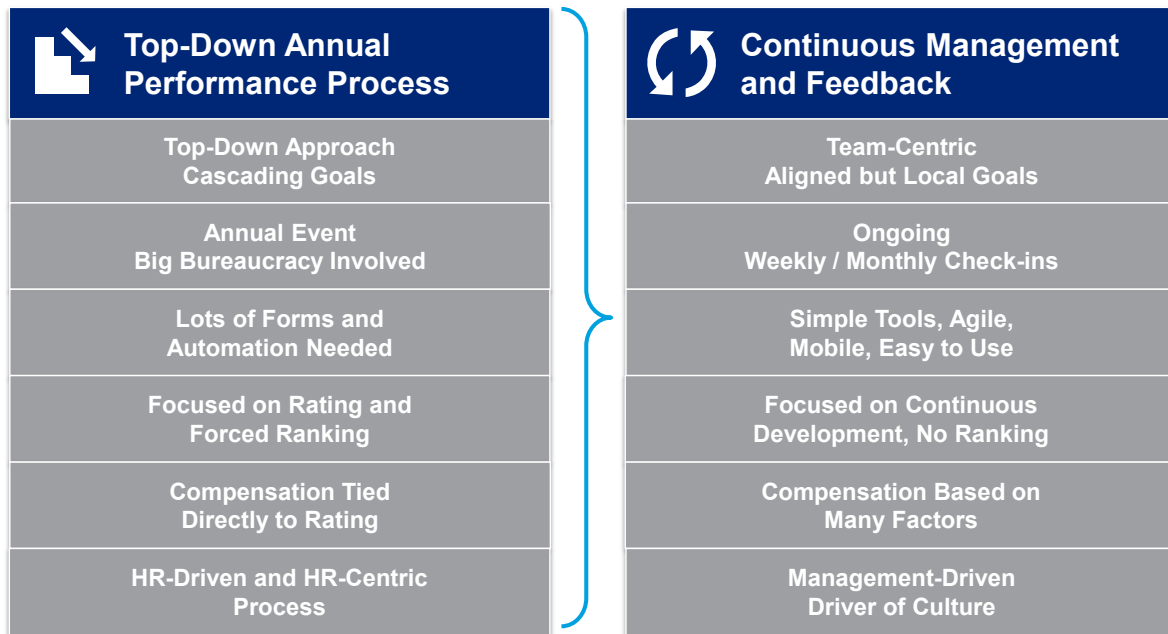 Top-Down Annual
Performance Process
Top-Down Approach
Cascading Goals
Annual Event
Big Bureaucracy Involved
Lots of Forms and
Automation Needed
Focused on Rating and
Forced Ranking
Compensation Tied
Directly to Rating
HR-Driven and HR-Centric
Process
Continuous Management
and Feedback
Team-Centric
Aligned but Local Goals
Ongoing
Weekly / Monthly Check-ins
Simple Tools, Agile,
Mobile, Easy to Use
Focused on Continuous
Development, No Ranking
Compensation Based on
Many Factors
Management-Driven
Driver of Culture